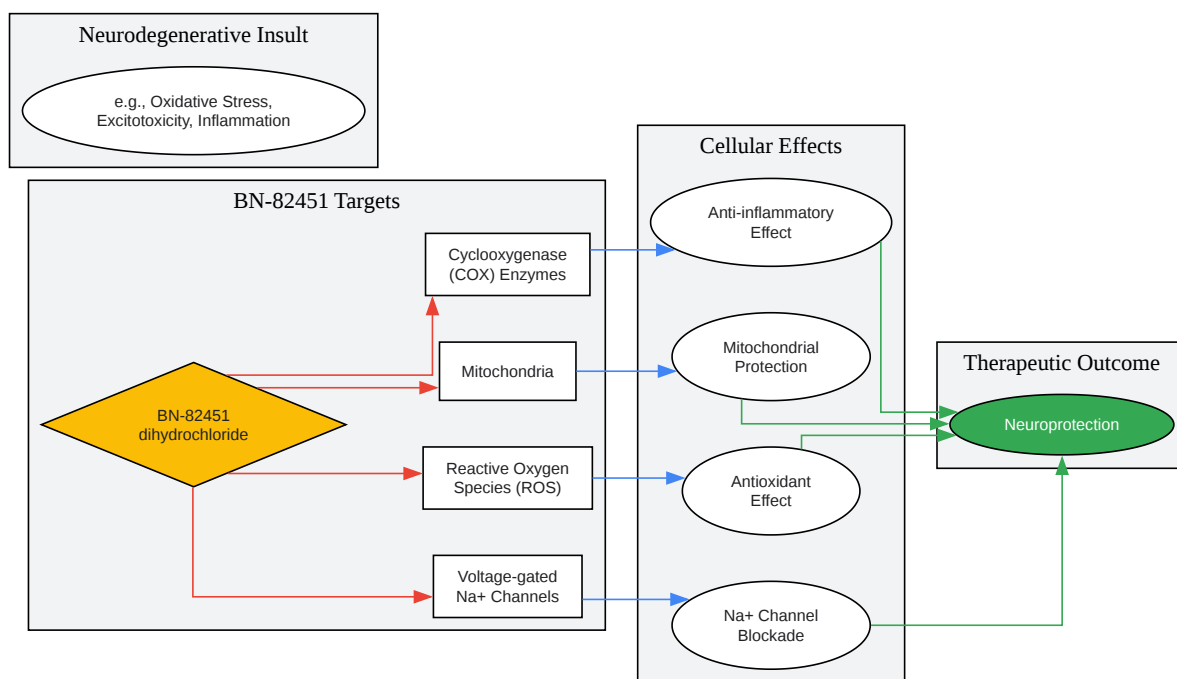 Neurodegenerative Insult
e.g., Oxidative Stress,
Excitotoxicity, Inflammation
BN-82451 Targets
BN-82451
dihydrochloride
Cyclooxygenase
(COX) Enzymes
Mitochondria
Reactive Oxygen
Species (ROS)
Voltage-gated
Na+ Channels
Cellular Effects
Anti-inflammatory
Effect
Mitochondrial
Protection
Antioxidant
Effect
Na+ Channel
Blockade
Therapeutic Outcome
Neuroprotection